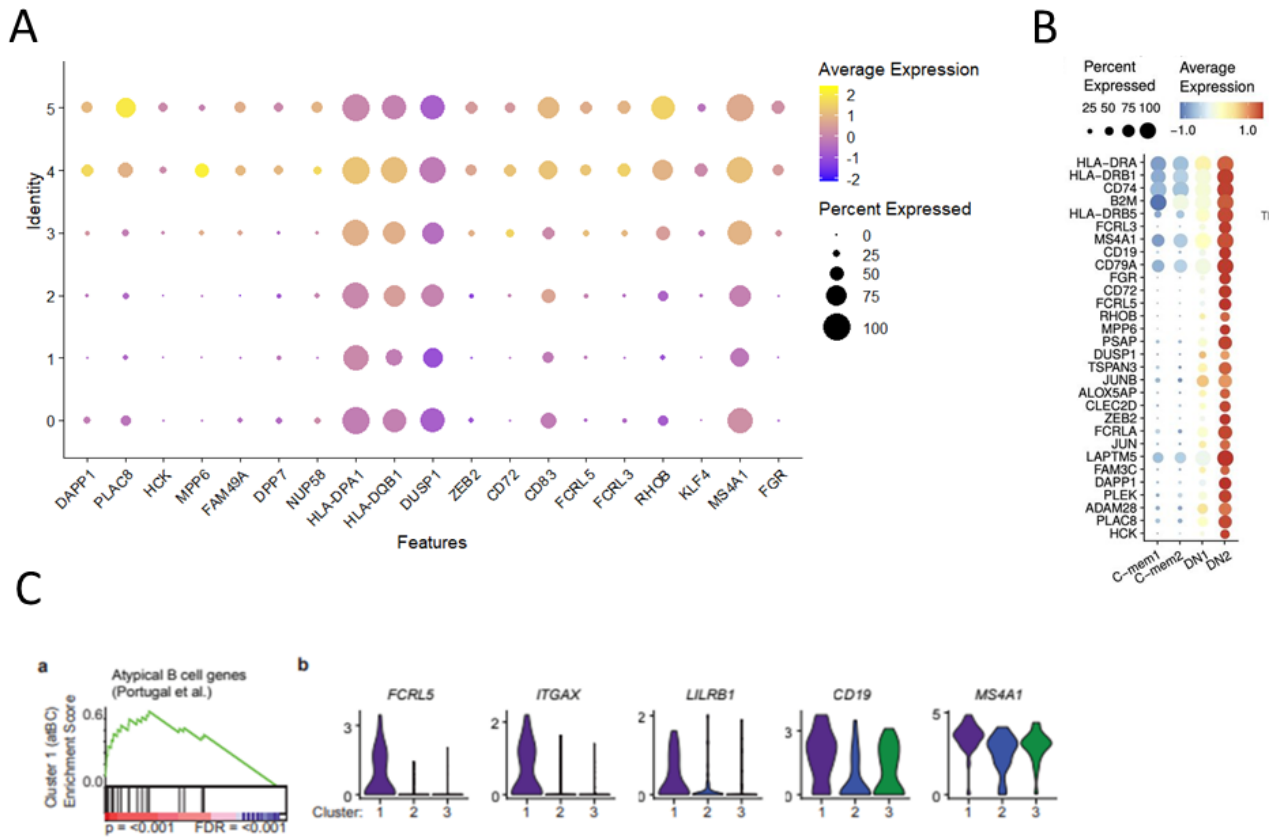 A
Average Expression
2
1
0
-1
-2
Percent Expressed
0
25
50
75
100
Identity
5
4
3
2
1
0
DAPP1
PLAC8
HCK
MPP6
FAM49A
DPP7
NUP58
HLA-DPA1
HLA-DQB1
DUSP1
ZEB2
CD72
CD83
FCRL5
FCRL3
RHOB
KLF4
MS4A1
FGR
Features
B
Percent
Expressed
25 50 75 100
Average
Expression
-1.0 1.0
HLA-DRA
HLA-DRB1
CD74
B2M
HLA-DRB5
FCRL3
MS4A1
CD19
CD79A
FGR
CD72
FCRL5
RHOB
MPP6
PSAP
DUSP1
TSPAN3
JUNB
ALOX5AP
CLEC2D
ZEB2
FCRLA
JUN
LAPTM5
FAM3C
DAPP1
PLEK
ADAM28
PLAC8
HCK
C-mem1
C-mem2
DN1
DN2
C
a
Atypical B cell genes
(Portugal et al.)
Cluster 1 (atBC)
Enrichment Score
0.6
0.0
p = <0.001 FDR = <0.001
b
FCRL5
3
0
ITGAX
2
0
LILRB1
2
0
CD19
3
0
MS4A1
5
0
Cluster: 1 2 3
1 2 3
1 2 3
1 2 3
1 2 3